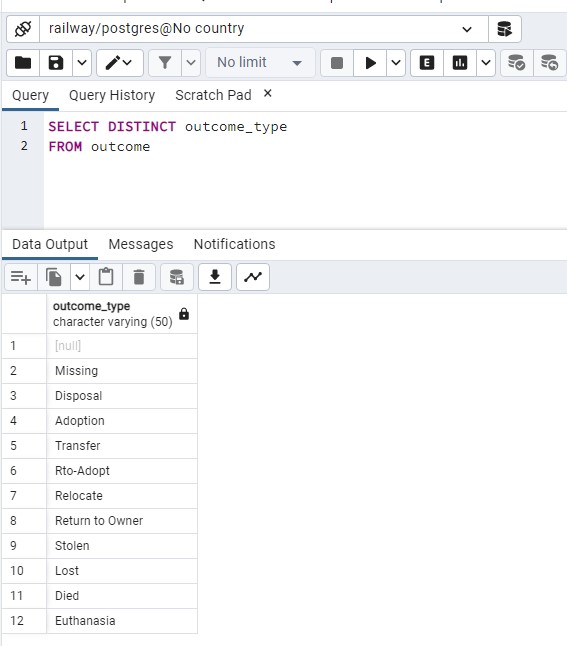 railway/postgres@No country
No limit
E
Query Query History Scratch Pad ×
1 SELECT DISTINCT outcome_type
2 FROM outcome
Data Output Messages Notifications
outcome_type
character varying (50)
1 [null]
2 Missing
3 Disposal
4 Adoption
5 Transfer
6 Rto-Adopt
7 Relocate
8 Return to Owner
9 Stolen
10 Lost
11 Died
12 Euthanasia